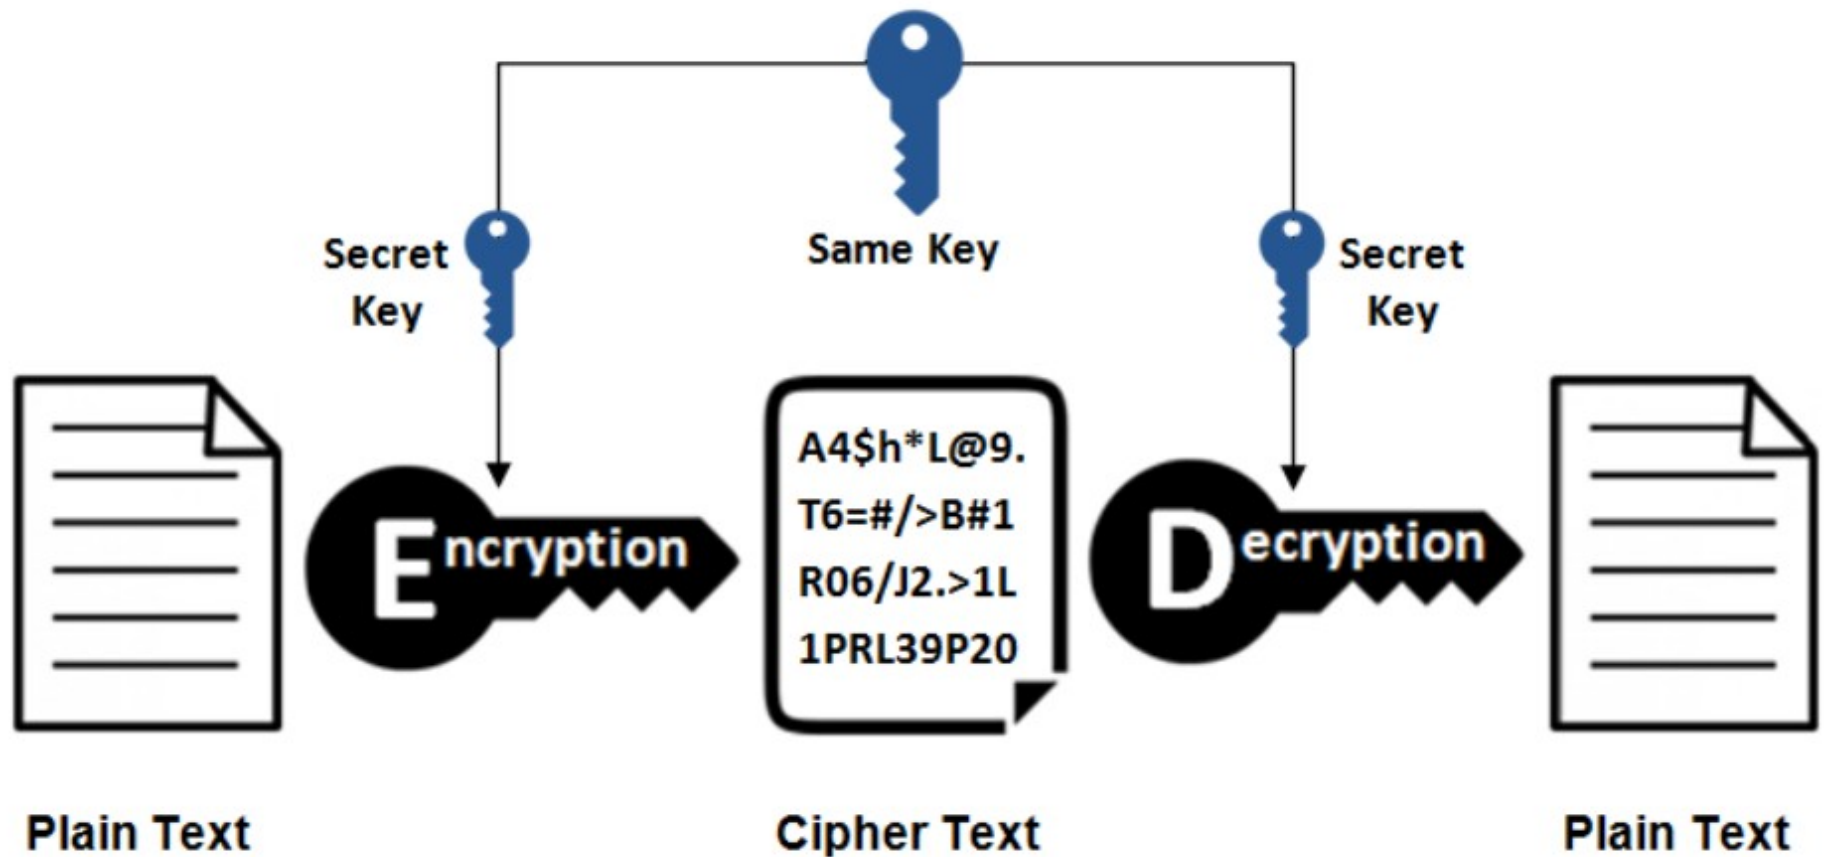 Same Key
Secret
Key
Secret
Key
Encryption
A4$h*L@9.
T6=#/>B#1
R06/J2.>1L
1PRL39P20
Decryption
Plain Text
Cipher Text
Plain Text